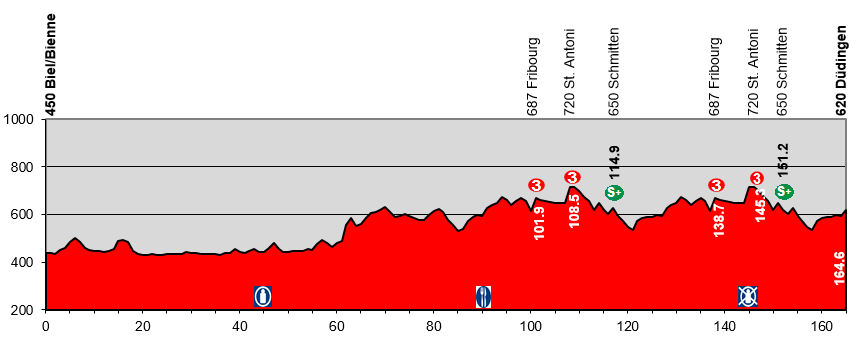 450 Biel/Bienne
687 Fribourg
720 St. Antoni
650 Schmitten
687 Fribourg
720 St. Antoni
650 Schmitten
620 Düdingen
1000
800
600
400
200
114.9
151.2
3
3
S+
3
3
S+
101.9
108.5
138.7
145.3
164.6
0
20
40
60
80
100
120
140
160